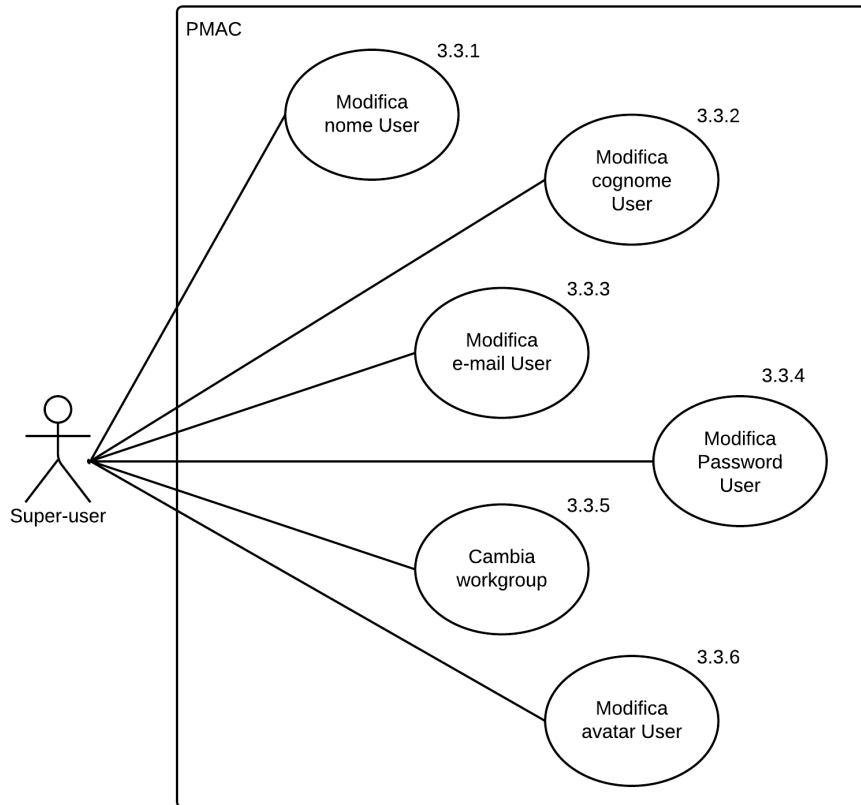 PMAC
3.3.1
Modifica
nome User
3.3.2
Modifica
cognome
User
3.3.3
Modifica
e-mail User
3.3.4
Modifica
Password
User
Super-user
3.3.5
Cambia
workgroup
3.3.6
Modifica
avatar User